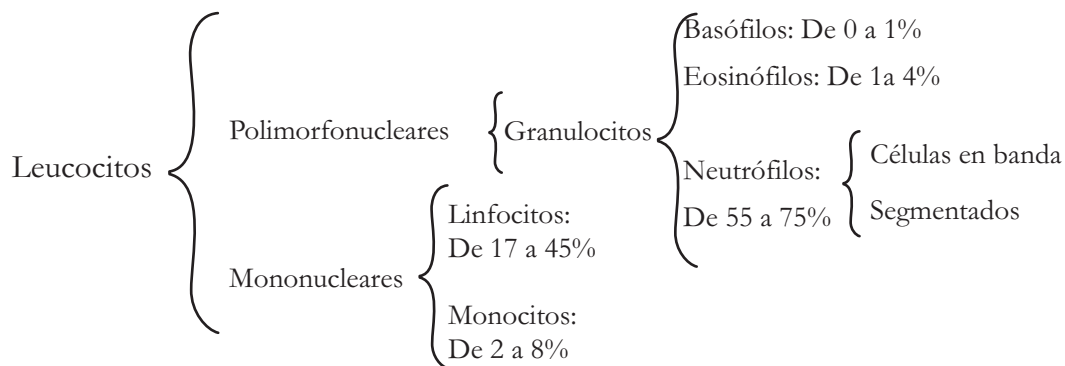 Leucocitos
Polimorfonucleares
Granulocitos
Basófilos: De 0 a 1%
Eosinófilos: De 1a 4%
Neutrófilos:
De 55 a 75%
Células en banda
Segmentados
Mononucleares
Linfocitos:
De 17 a 45%
Monocitos:
De 2 a 8%